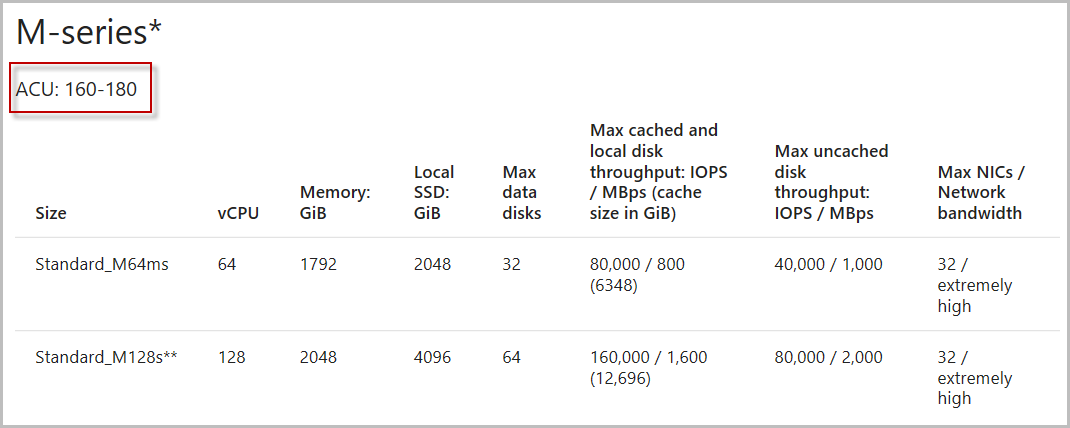 M-series*
ACU: 160-180
Max cached and
local disk
throughput: IOPS
/ MBps (cache
size in GiB)
Max uncached
disk
throughput:
IOPS / MBps
Local
SSD:
GiB
Max
data
disks
Max NICs /
Network
bandwidth
Memory:
GiB
Size
vCPU
Standard_M64ms 64 1792 2048 32 80,000 / 800 40,000 / 1,000 32 /
(6348) extremely
high
Standard_M128s** 128 2048 4096 64 160,000 / 1,600 80,000 / 2,000 32 /
(12,696) extremely
high